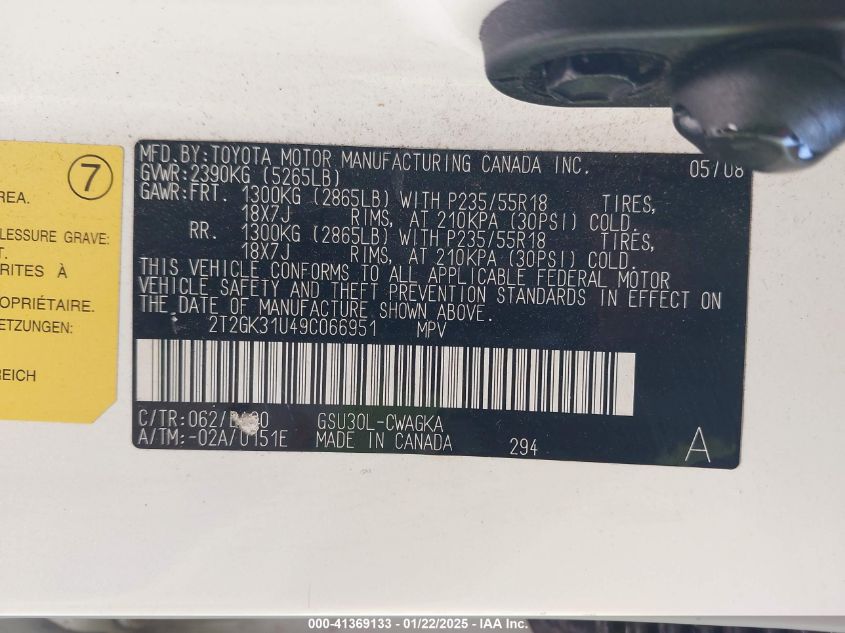 7
REA.
LESSURE GRAVE:
T.
RITES À
OPRIÉTAIRE.
ETZUNGEN:
REICH
MFD.BY:TOYOTA MOTOR MANUFACTURING CANADA INC. 05/08
GVWR:2390KG (5265LB)
GAWR:FRT. 1300KG (2865LB) WITH P235/55R18 TIRES,
18X7J RIMS, AT 210KPA (30PSI) COLD.
RR. 1300KG (2865LB) WITH P235/55R18 TIRES,
18X7J RIMS, AT 210KPA (30PSI) COLD.
THIS VEHICLE CONFORMS TO ALL APPLICABLE FEDERAL MOTOR
VEHICLE SAFETY AND THEFT PREVENTION STANDARDS IN EFFECT ON
THE DATE OF MANUFACTURE SHOWN ABOVE.
2T2GK31U49C066951 MPV
C/TR:062/ GSU30L-CWAGKA
A/TM:-02A/0151E MADE IN CANADA 294 A
000-41369133 - 01/22/2025 - IAA Inc.